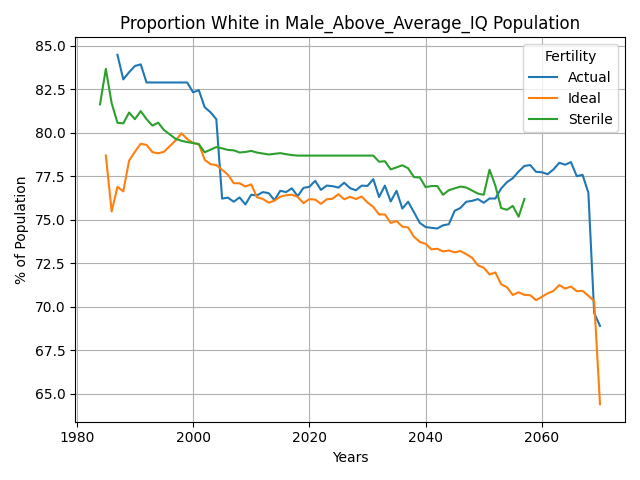 Proportion White in Male_Above_Average_IQ Population
% of Population
85.0
82.5
80.0
77.5
75.0
72.5
70.0
67.5
65.0
Fertility
Actual
Ideal
Sterile
1980
2000
2020
2040
2060
Years